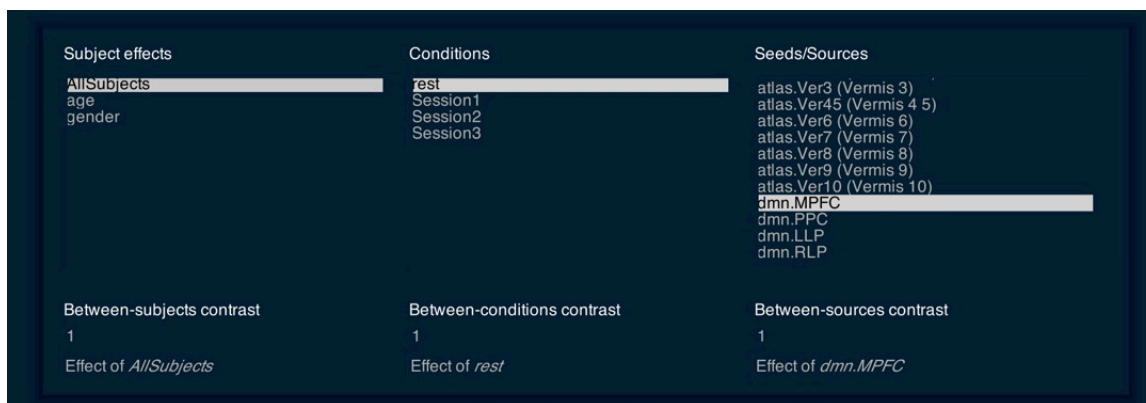 Subject effects
AllSubjects
age
gender
Conditions
rest
Session1
Session2
Session3
Seeds/Sources
atlas.Ver3 (Vermis 3)
atlas.Ver45 (Vermis 4 5)
atlas.Ver6 (Vermis 6)
atlas.Ver7 (Vermis 7)
atlas.Ver8 (Vermis 8)
atlas.Ver9 (Vermis 9)
atlas.Ver10 (Vermis 10)
dmn.MPFC
dmn.PPC
dmn.LLP
dmn.RLP
Between-subjects contrast
1
Effect of AllSubjects
Between-conditions contrast
1
Effect of rest
Between-sources contrast
1
Effect of dmn.MPFC